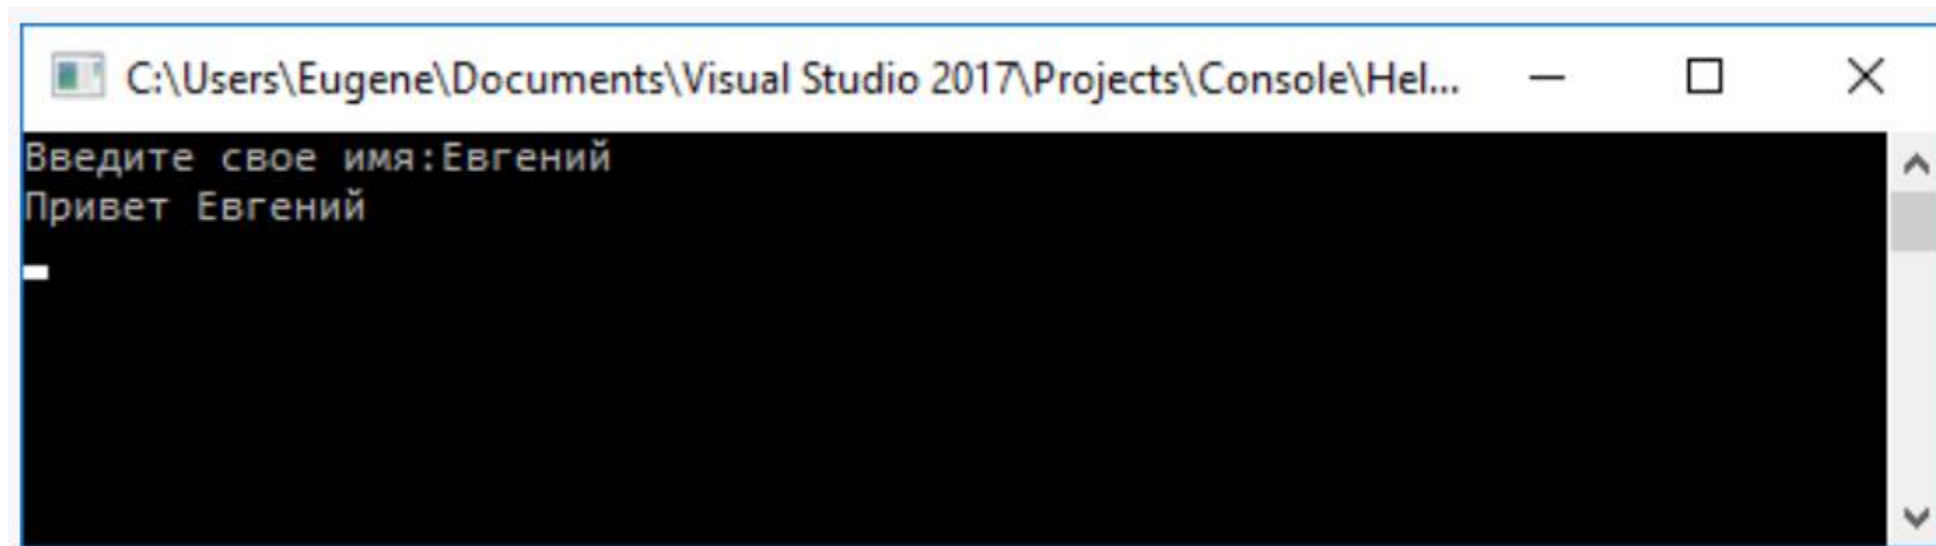 C:\Users\Eugene\Documents\Visual Studio 2017\Projects\Console\Hel...
Введите свое имя:Евгений
Привет Евгений